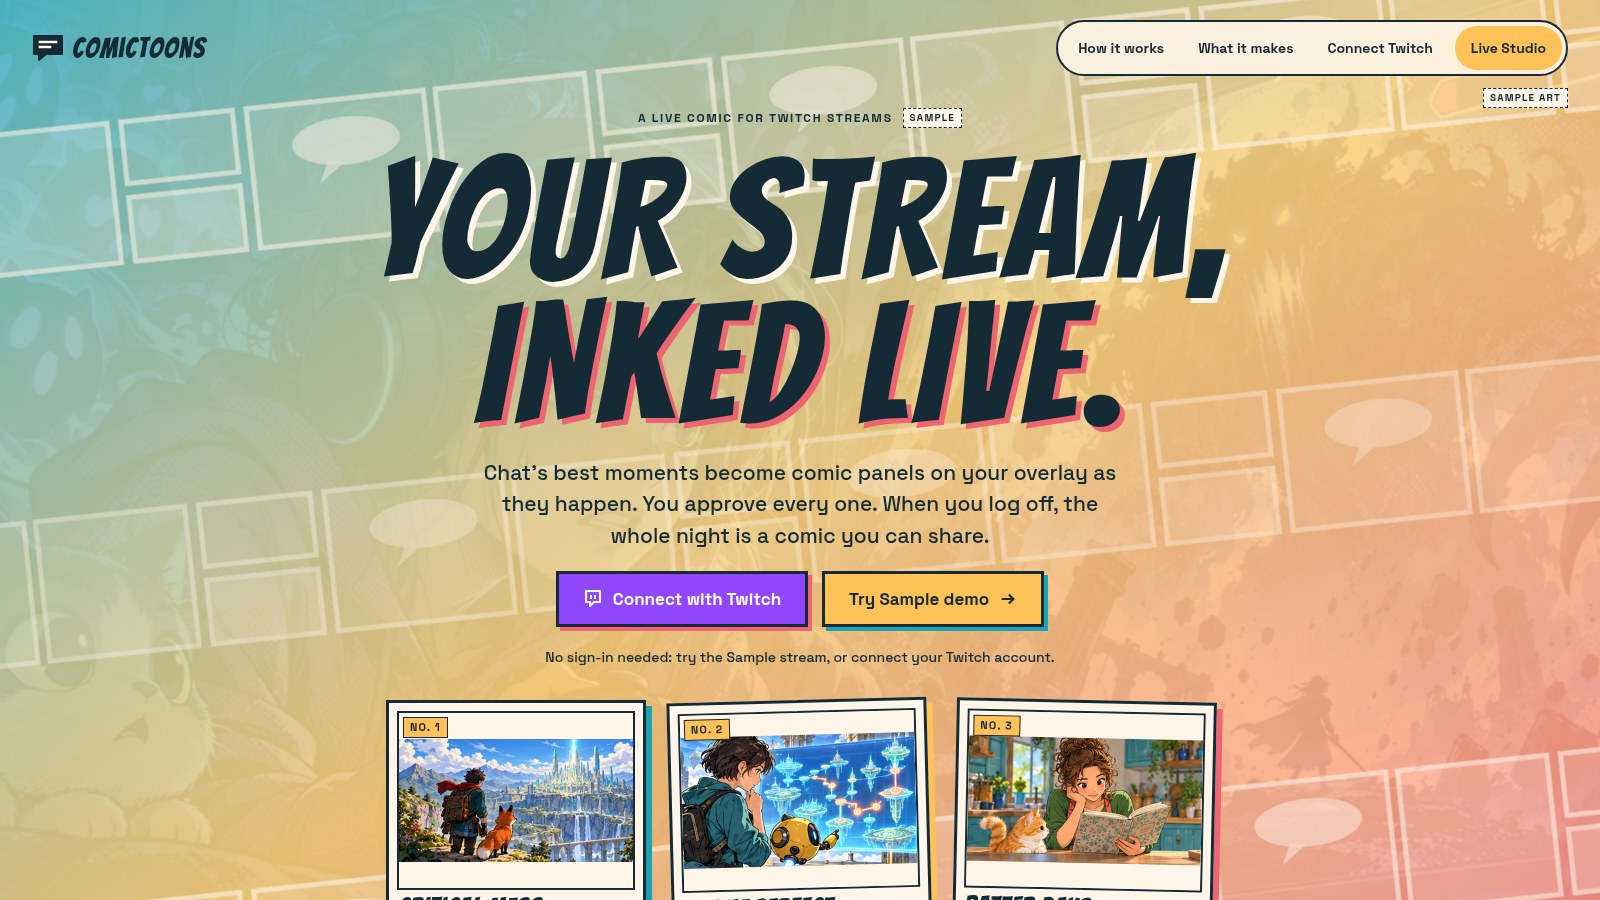 COMICTOONS
How it works
What it makes
Connect Twitch
Live Studio
SAMPLE ART
A LIVE COMIC FOR TWITCH STREAMS
SAMPLE
YOUR STREAM,
INKED LIVE.
Chat's best moments become comic panels on your overlay as
they happen. You approve every one. When you log off, the
whole night is a comic you can share.
Connect with Twitch
Try Sample demo →
No sign-in needed: try the Sample stream, or connect your Twitch account.
NO. 1
NO. 2
NO. 3